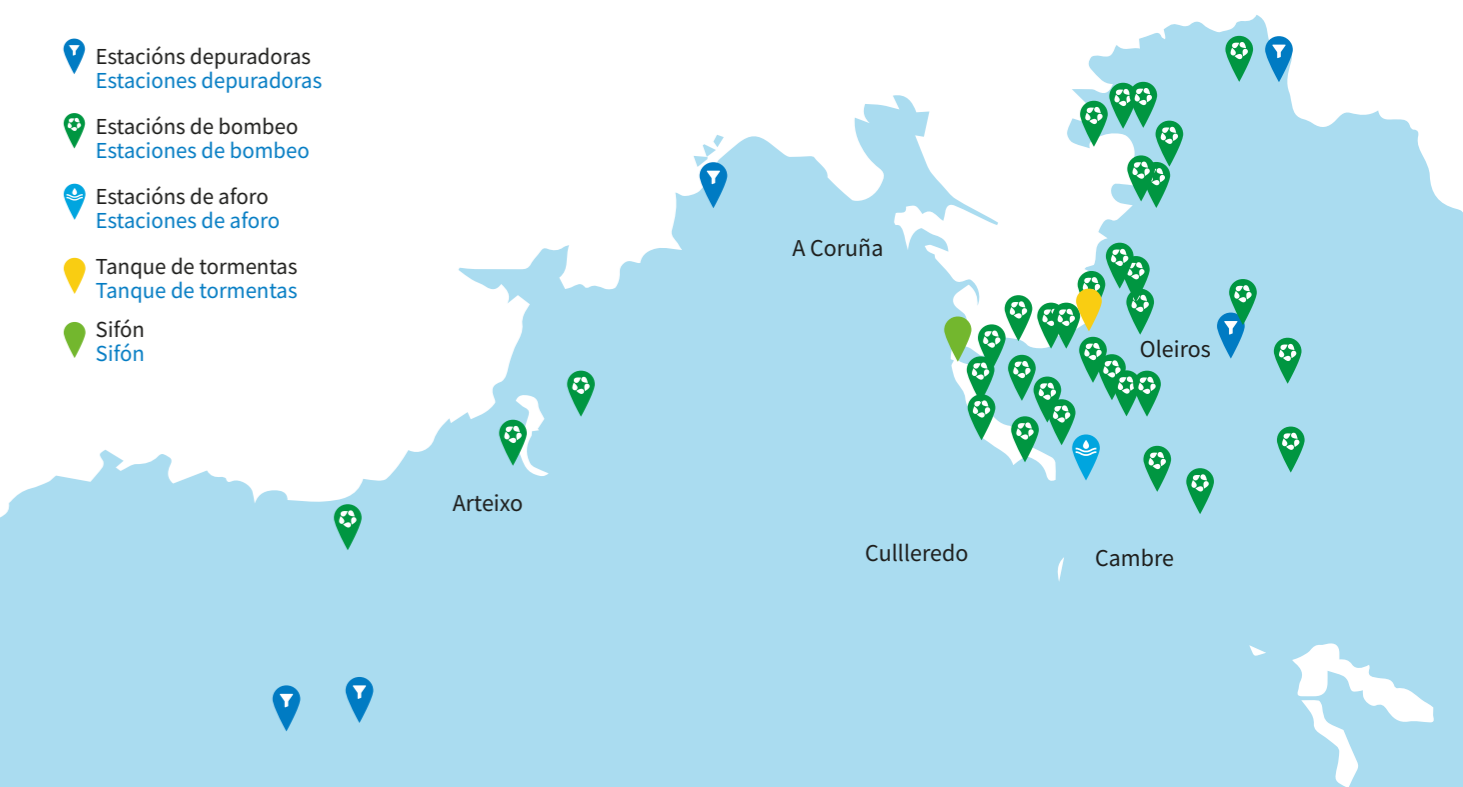 Estacións depuradoras
Estaciones depuradoras
Estacións de bombeo
Estaciones de bombeo
Estacións de aforo
Estaciones de aforo
Tanque de tormentas
Tanque de tormentas
Sifón
Sifón
A Coruña
Oleiros
Arteixo
Cullleredo
Cambre